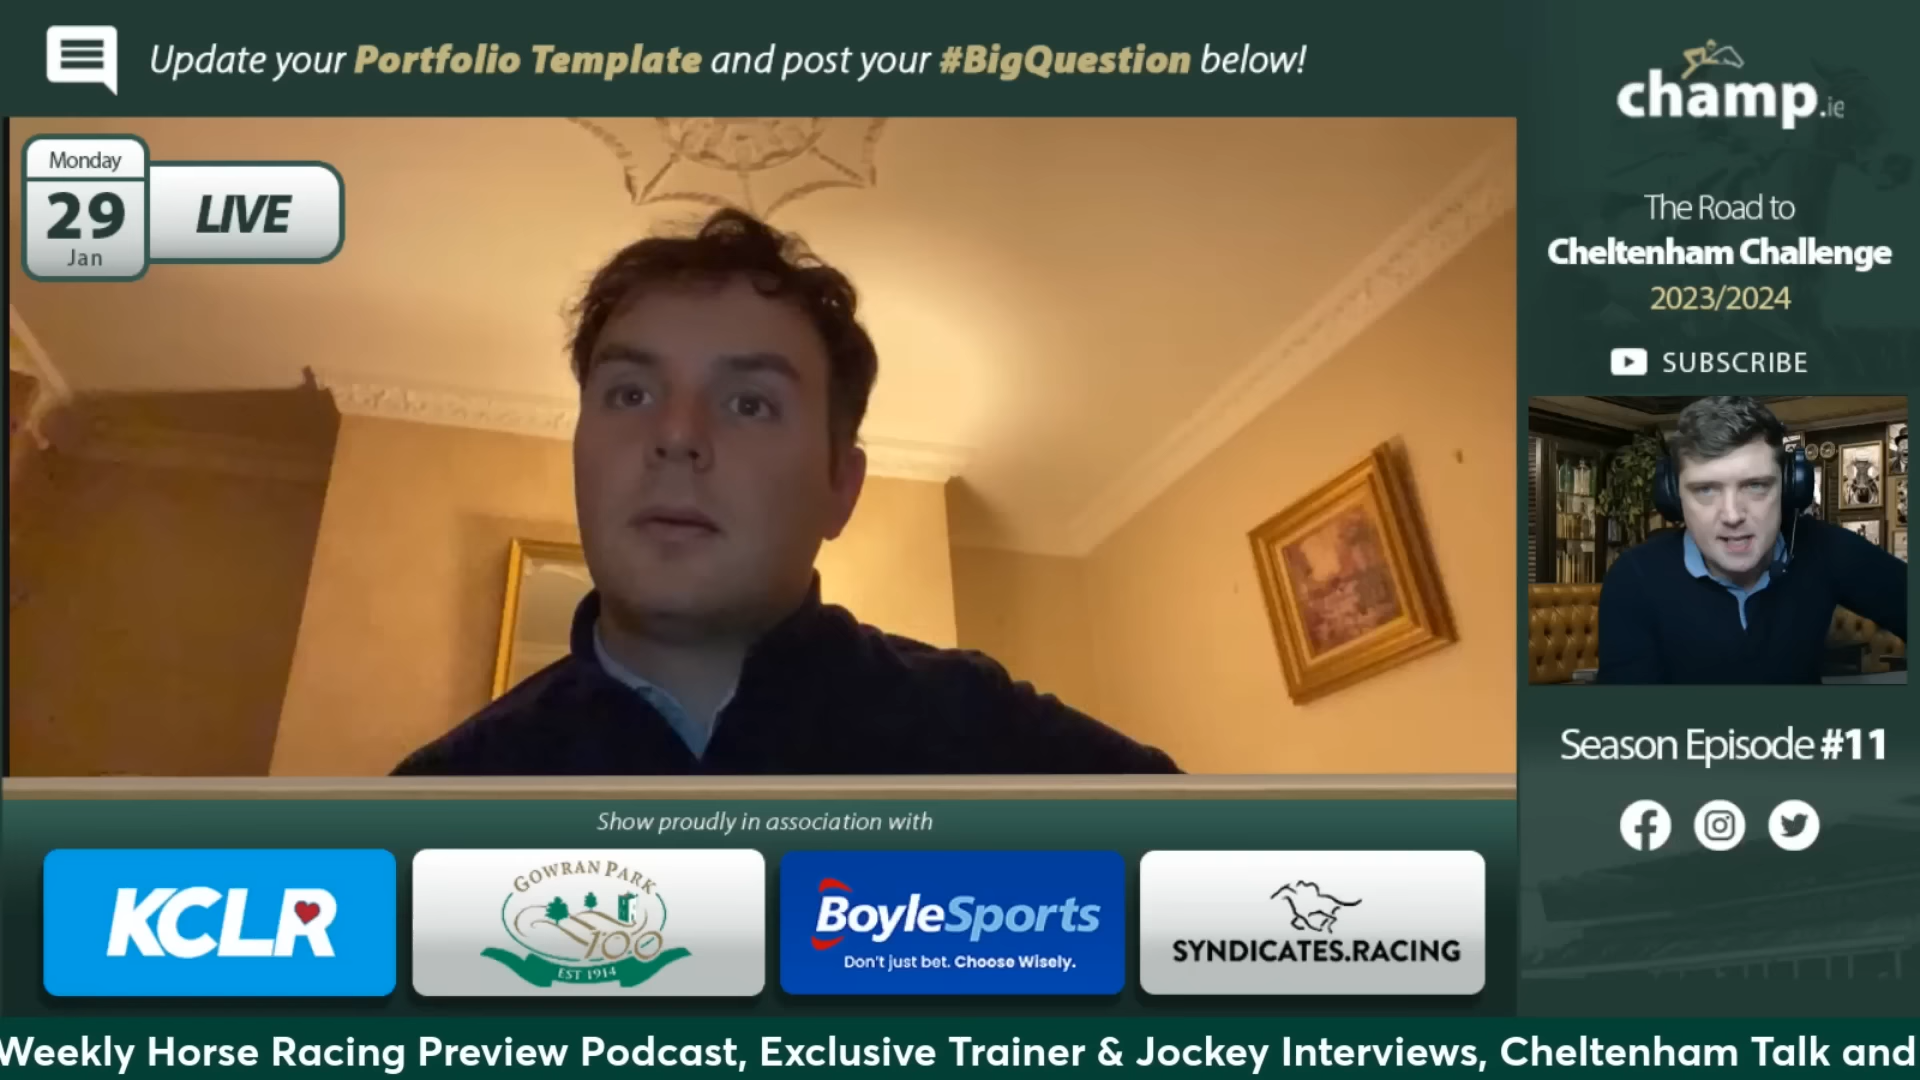 Update your Portfolio Template and post your #BigQuestion below!
Monday
29
Jan
LIVE
champ.ie
The Road to
Cheltenham Challenge
2023/2024
SUBSCRIBE
Season Episode #11
Show proudly in association with
KCLR
GOWRAN PARK
100
EST 1914
BoyleSports
Don't just bet. Choose Wisely.
SYNDICATES.RACING
Weekly Horse Racing Preview Podcast, Exclusive Trainer & Jockey Interviews, Cheltenham Talk and